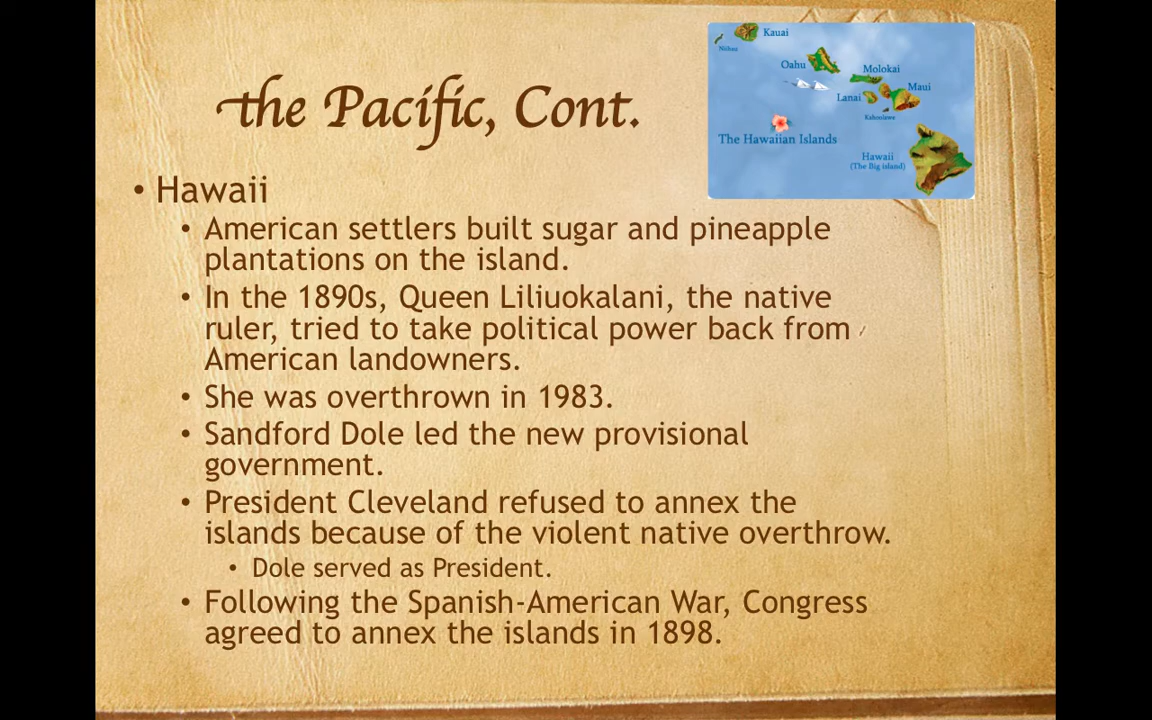 the Pacific, Cont.
Kauai
Niihau
Oahu
Molokai
Lanai
Maui
Kahoolawe
The Hawaiian Islands
Hawaii
(The Big island)
• Hawaii
• American settlers built sugar and pineapple
plantations on the island.
• In the 1890s, Queen Liliuokalani, the native
ruler, tried to take political power back from
American landowners.
• She was overthrown in 1983.
• Sandford Dole led the new provisional
government.
• President Cleveland refused to annex the
islands because of the violent native overthrow.
• Dole served as President.
• Following the Spanish-American War, Congress
agreed to annex the islands in 1898.